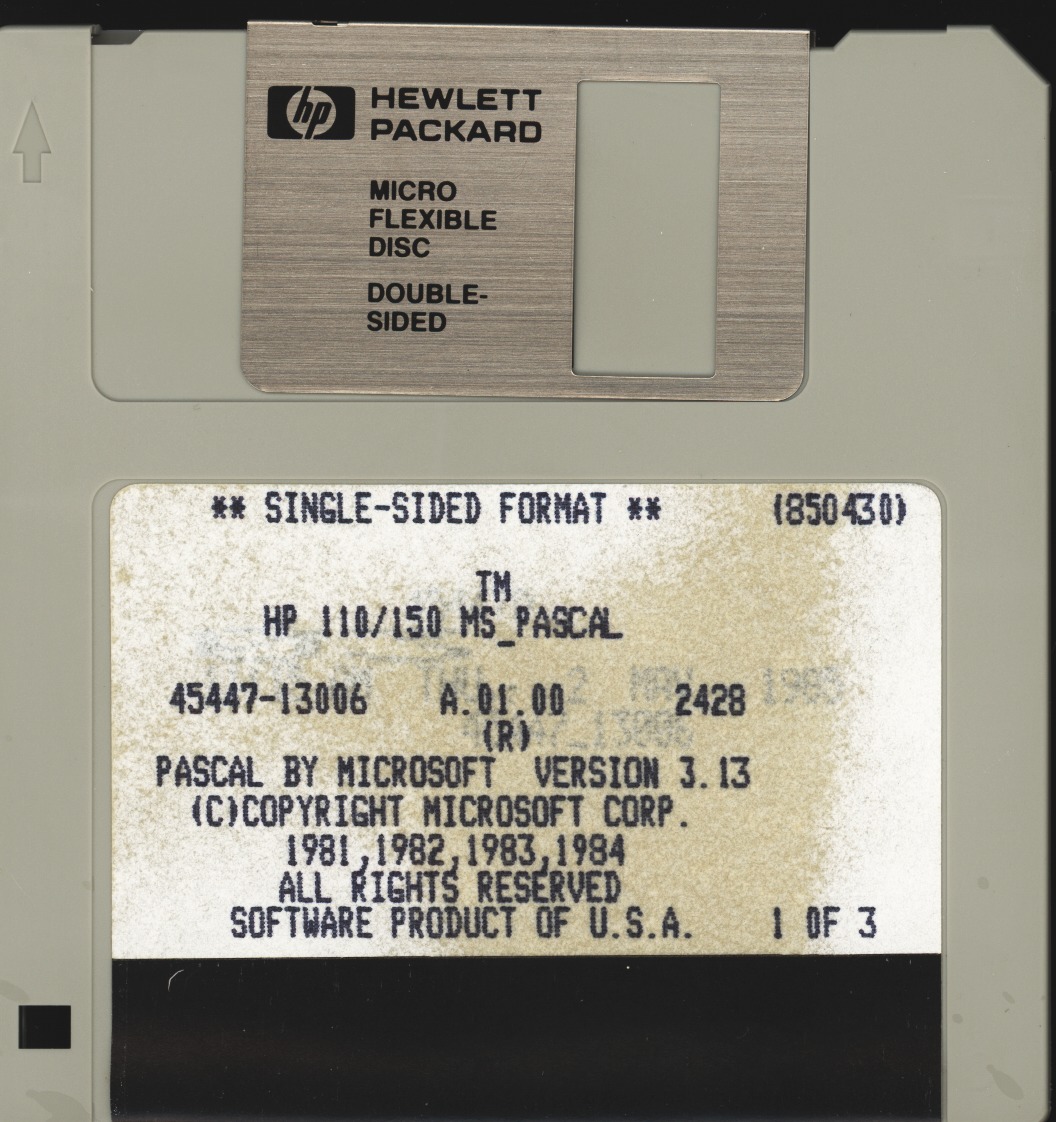 hp HEWLETT
PACKARD
MICRO
FLEXIBLE
DISC
DOUBLE-
SIDED
** SINGLE-SIDED FORMAT ** (850430)
TM
HP 110/150 MS_PASCAL
45447-13006 A.01.00 2428
(R)
PASCAL BY MICROSOFT VERSION 3.13
(C)COPYRIGHT MICROSOFT CORP.
1981,1982,1983,1984
ALL RIGHTS RESERVED
SOFTWARE PRODUCT OF U.S.A. 1 OF 3